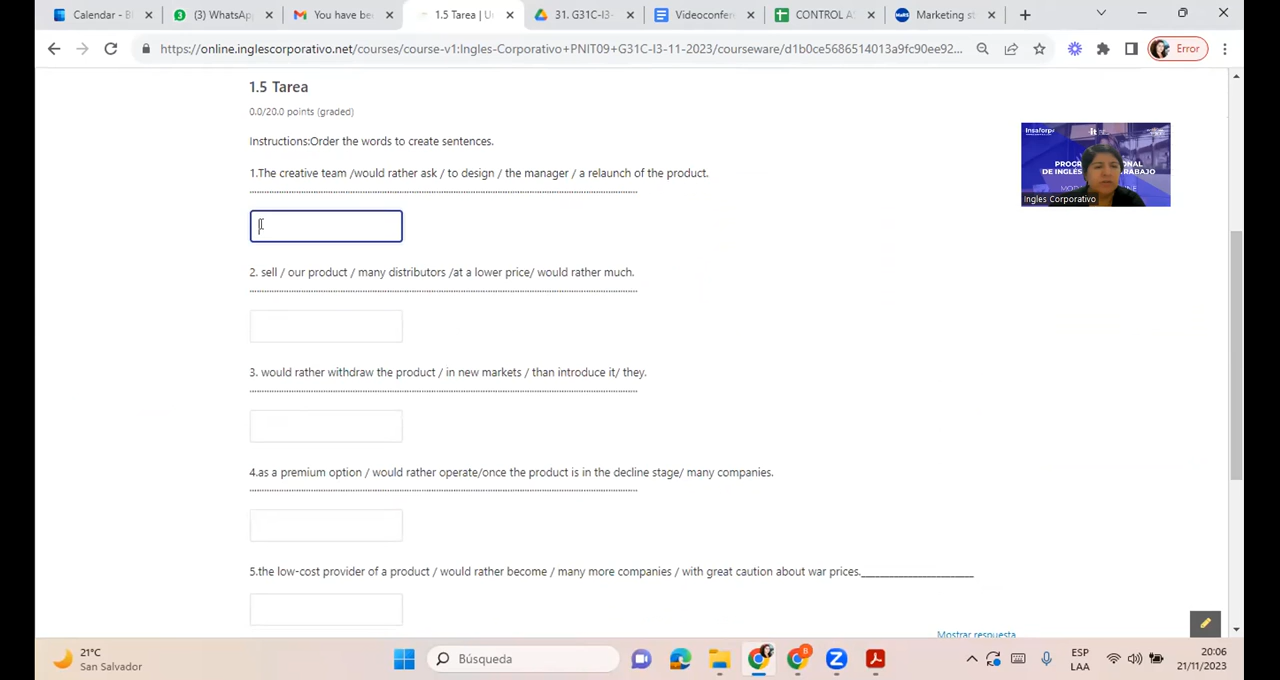 Calendar - B
(3) WhatsAp
You have be
1.5 Tarea | U
31. G31C-I3-
Videoconfer
CONTROL A
Marketing st
https://online.inglescorporativo.net/courses/course-v1:Ingles-Corporativo+PNIT09+G31C-I3-11-2023/courseware/d1b0ce5686514013a9fc90ee92...
Error
1.5 Tarea
0.0/20.0 points (graded)
Instructions:Order the words to create sentences.
1.The creative team /would rather ask / to design / the manager / a relaunch of the product.
2. sell / our product / many distributors /at a lower price/ would rather much.
3. would rather withdraw the product / in new markets / than introduce it/ they.
4.as a premium option / would rather operate/once the product is in the decline stage/ many companies.
5.the low-cost provider of a product / would rather become / many more companies / with great caution about war prices.______________________
Mostrar respuesta
Insaforp
PROGR
IONAL
DE INGLÉS
TRABAJO
Ingles Corporativo
21°C
San Salvador
Búsqueda
ESP
LAA
20:06
21/11/2023